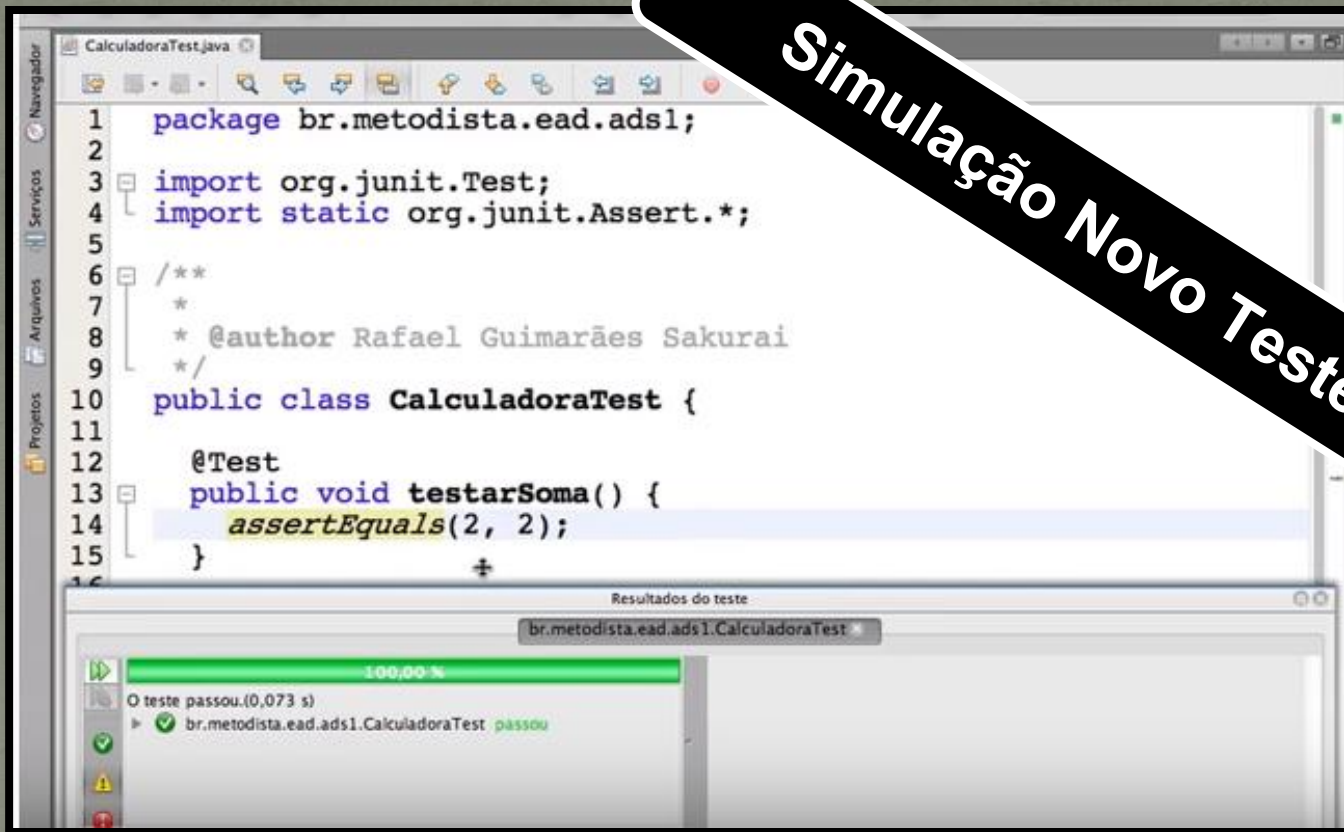 Simulação Novo Teste
CalculadoraTest.java
Navegador
Serviços
Arquivos
Projetos
1 package br.metodista.ead.ads1;
2
3 import org.junit.Test;
4 import static org.junit.Assert.*;
5
6 /**
7 *
8 * @author Rafael Guimarães Sakurai
9 */
10 public class CalculadoraTest {
11
12 @Test
13 public void testarSoma() {
14 assertEquals(2, 2);
15 }
16
Resultados do teste
br.metodista.ead.ads1.CalculadoraTest
100,00 %
O teste passou.(0,073 s)
br.metodista.ead.ads1.CalculadoraTest passou